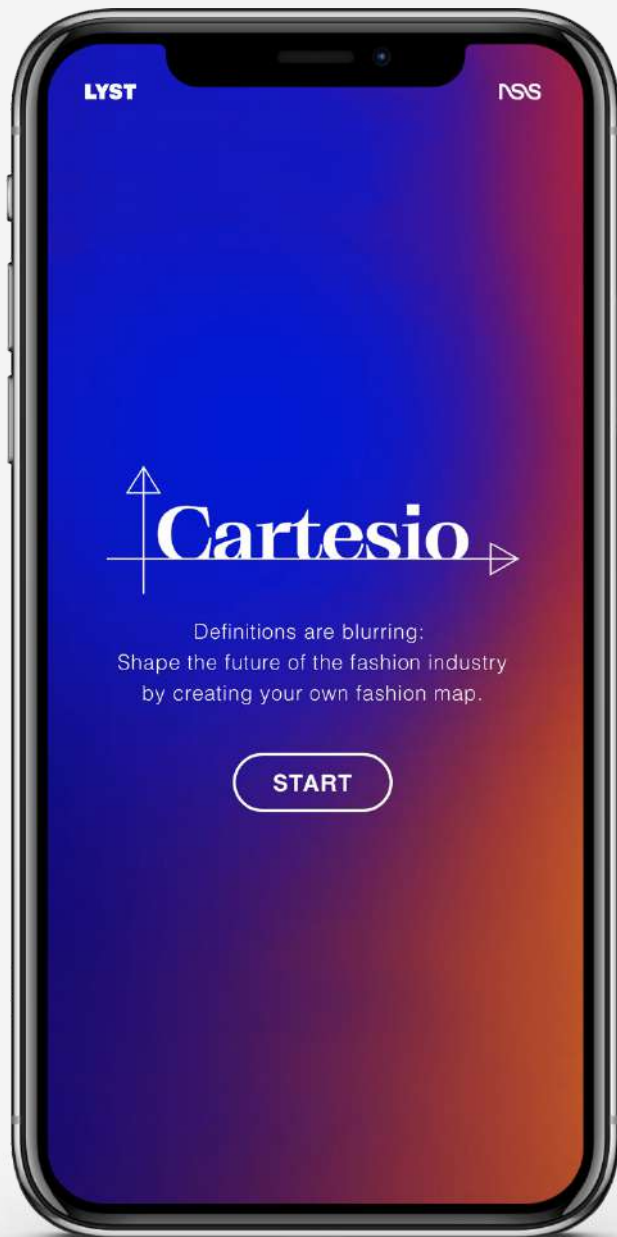 LYST
nss
Cartesio
Definitions are blurring:
Shape the future of the fashion industry
by creating your own fashion map.
START